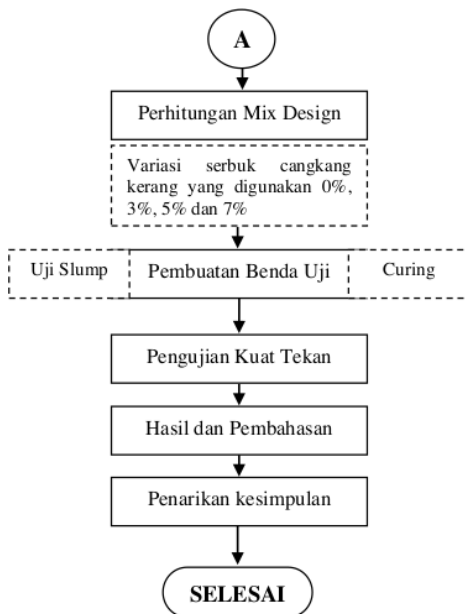 A
Perhitungan Mix Design
Variasi serbuk cangkang
kerang yang digunakan 0%,
3%, 5% dan 7%
Uji Slump
Pembuatan Benda Uji
Curing
Pengujian Kuat Tekan
Hasil dan Pembahasan
Penarikan kesimpulan
SELESAI